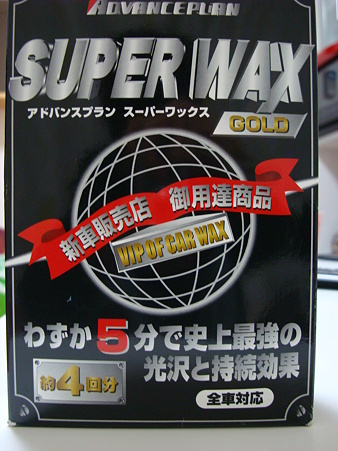 ADVANCEPLAN
SUPER WAX
アドバンスプラン スーパーワックス
GOLD
新車販売店 御用達商品
VIP OF CAR WAX
わずか5分で史上最強の
光沢と持続効果
約4回分
全車対応